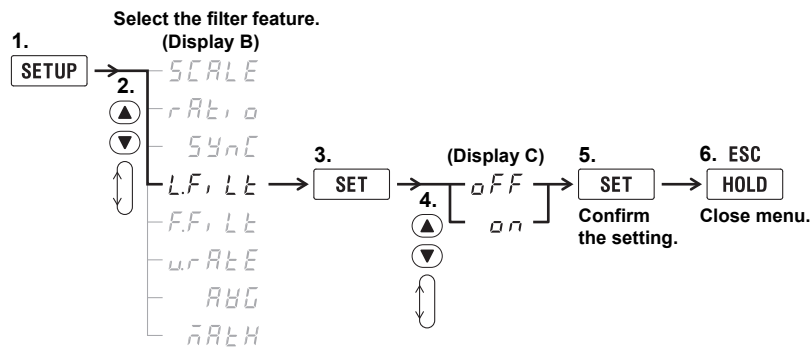 Select the filter feature.
(Display B)
1.
SETUP
2.
SCALE
rAtio
SYnC
L.FiLt
F.FiLt
u.rAtE
AVG
mAtH
3.
SET
(Display C)
4.
oFF
on
5.
SET
Confirm
the setting.
6. ESC
HOLD
Close menu.